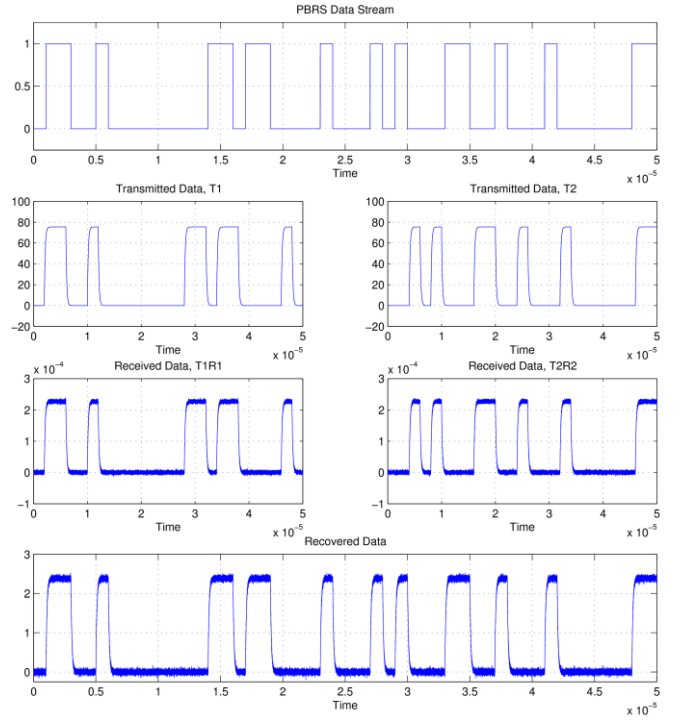 PBRS Data Stream
1
0.5
0
0 0.5 1 1.5 2 2.5 3 3.5 4 4.5 5
Time
x 10⁻⁵
Transmitted Data, T1
100
80
60
40
20
0
−20
0 1 2 3 4 5
Time
x 10⁻⁵
Transmitted Data, T2
100
80
60
40
20
0
−20
0 1 2 3 4 5
Time
x 10⁻⁵
Received Data, T1R1
x 10⁻⁴
3
2
1
0
−1
0 1 2 3 4 5
Time
x 10⁻⁵
Received Data, T2R2
x 10⁻⁴
3
2
1
0
−1
0 1 2 3 4 5
Time
x 10⁻⁵
Recovered Data
3
2
1
0
0 0.5 1 1.5 2 2.5 3 3.5 4 4.5 5
Time
x 10⁻⁵